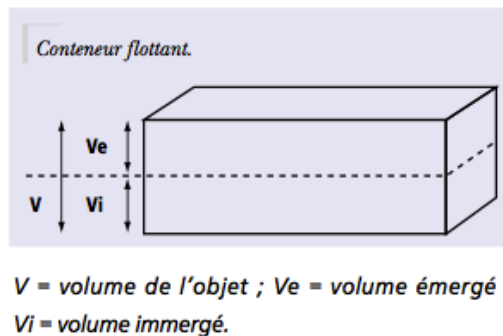 Conteneur flottant.
Ve
V
Vi
V = volume de l'objet ; Ve = volume émergé
Vi = volume immergé.